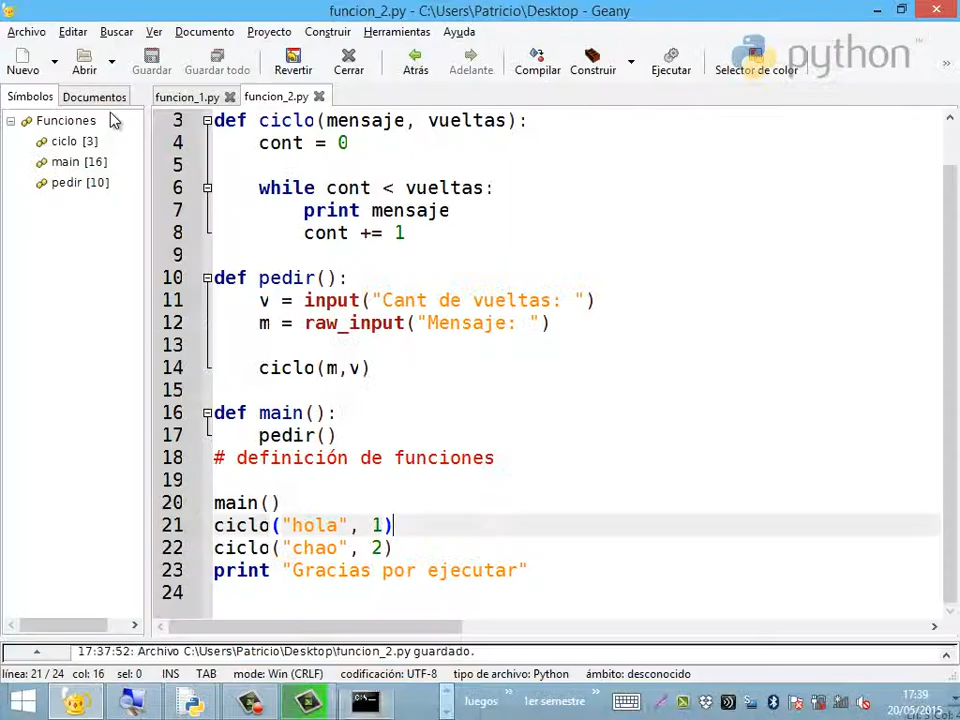 funcion_2.py - C:\Users\Patricio\Desktop - Geany
Archivo Editar Buscar Ver Documento Proyecto Construir Herramientas Ayuda
Nuevo Abrir Guardar Guardar todo Revertir Cerrar Atrás Adelante Compilar Construir Ejecutar Selector de color
python™
Símbolos Documentos funcion_1.py funcion_2.py
Funciones
ciclo [3]
main [16]
pedir [10]
3 def ciclo(mensaje, vueltas):
4 cont = 0
5
6 while cont < vueltas:
7 print mensaje
8 cont += 1
9
10 def pedir():
11 v = input("Cant de vueltas: ")
12 m = raw_input("Mensaje: ")
13
14 ciclo(m,v)
15
16 def main():
17 pedir()
18 # definición de funciones
19
20 main()
21 ciclo("hola", 1)
22 ciclo("chao", 2)
23 print "Gracias por ejecutar"
24
17:37:52: Archivo C:\Users\Patricio\Desktop\funcion_2.py guardado.
línea: 21 / 24 col: 16 sel: 0 INS TAB modo: Win (CRLF) codificación: UTF-8 tipo de archivo: Python ámbito: desconocido
Juegos » 1er semestre » 17:39
20/05/2015